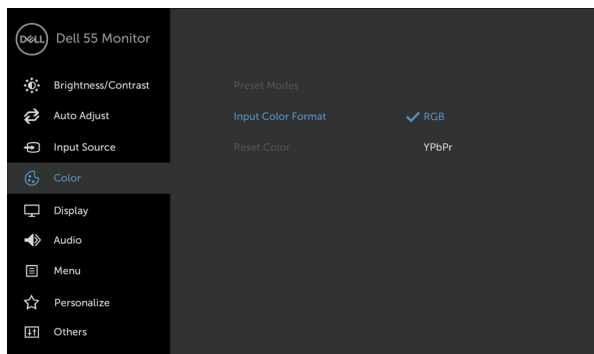 DELL Dell 55 Monitor
Brightness/Contrast
Auto Adjust
Input Source
Color
Display
Audio
Menu
Personalize
Others
Preset Modes
Input Color Format ✓ RGB
Reset Color YPbPr